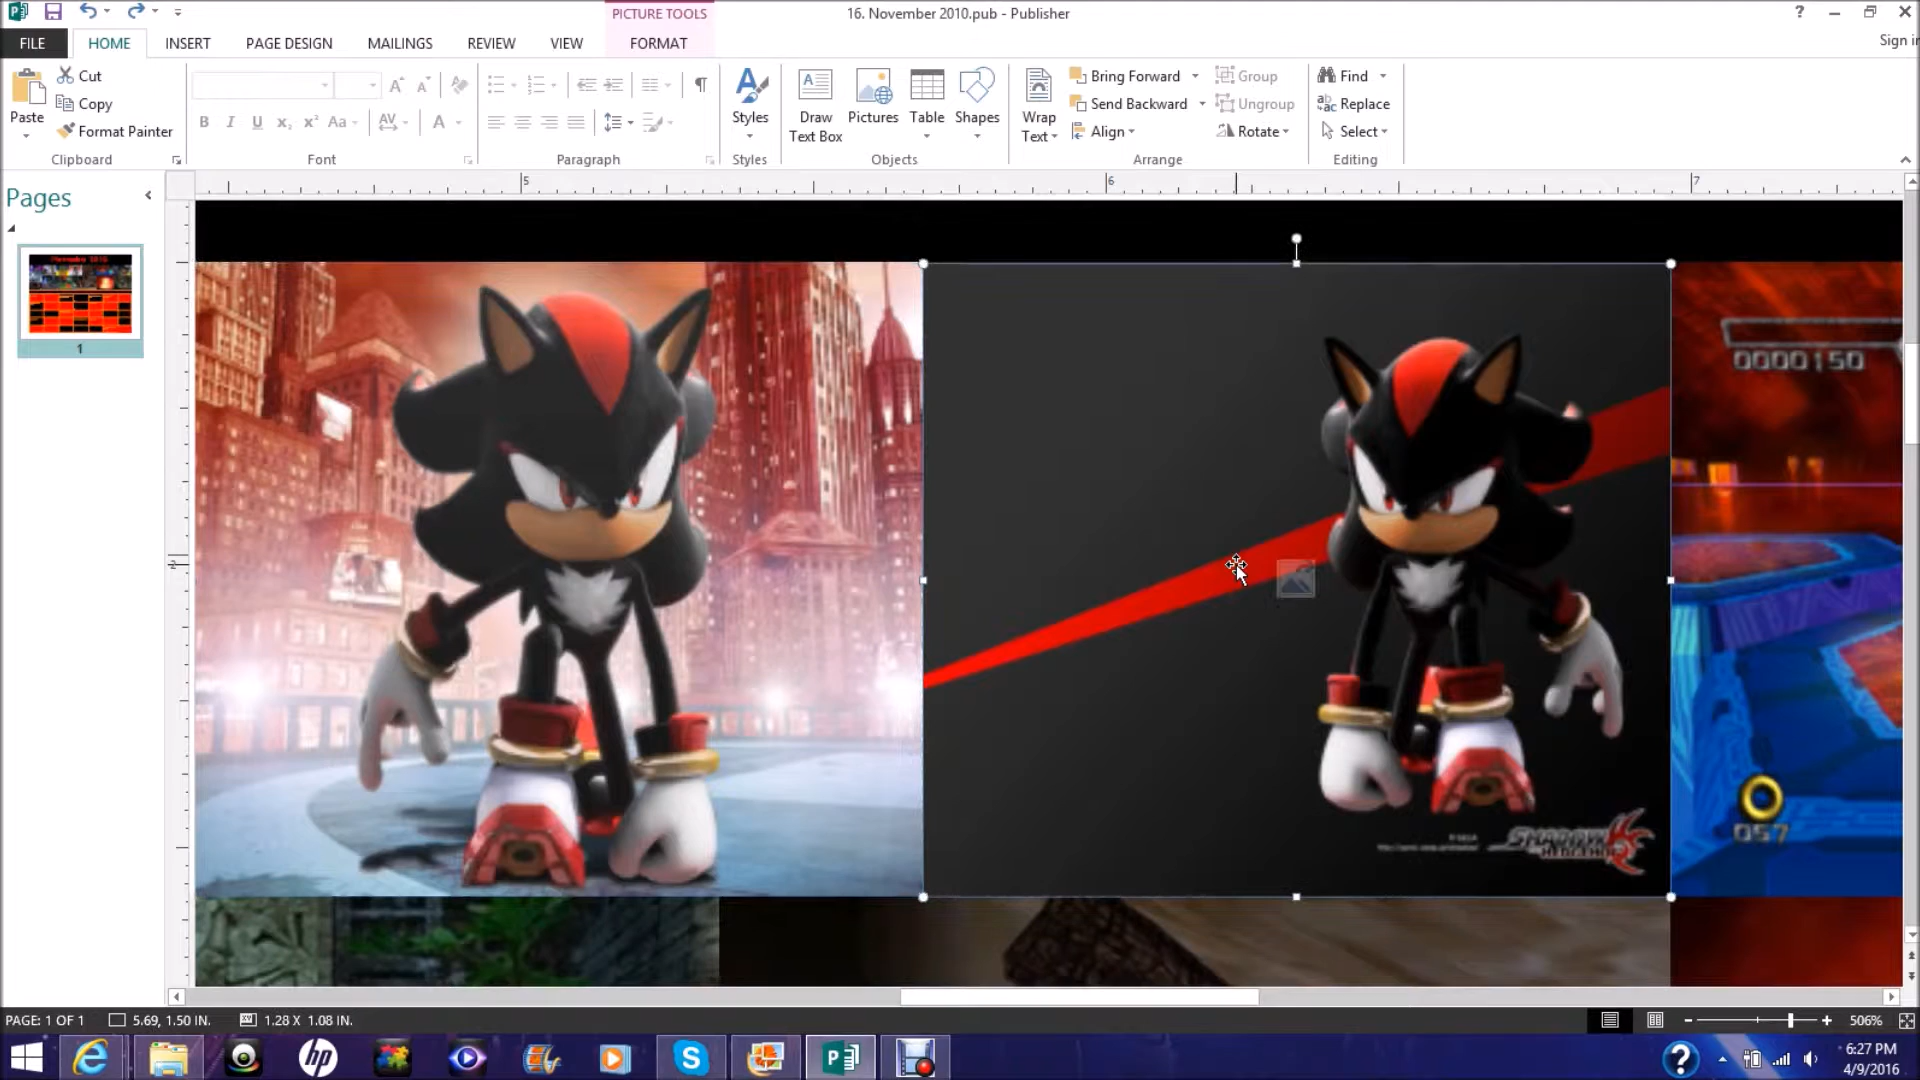 PICTURE TOOLS
16. November 2010.pub - Publisher
?
FILE
HOME
INSERT
PAGE DESIGN
MAILINGS
REVIEW
VIEW
FORMAT
Sign in
Paste
Cut
Copy
Format Painter
Clipboard
Font
Paragraph
Styles
Styles
Draw
Text Box
Pictures
Table
Shapes
Objects
Wrap
Text
Bring Forward
Send Backward
Align
Group
Ungroup
Rotate
Arrange
Find
Replace
Select
Editing
Pages
5
6
7
November 2010
1
2
0000150
057
SHADOW
PAGE: 1 OF 1
5.69, 1.50 IN.
1.28 X 1.08 IN.
506%
6:27 PM
4/9/2016